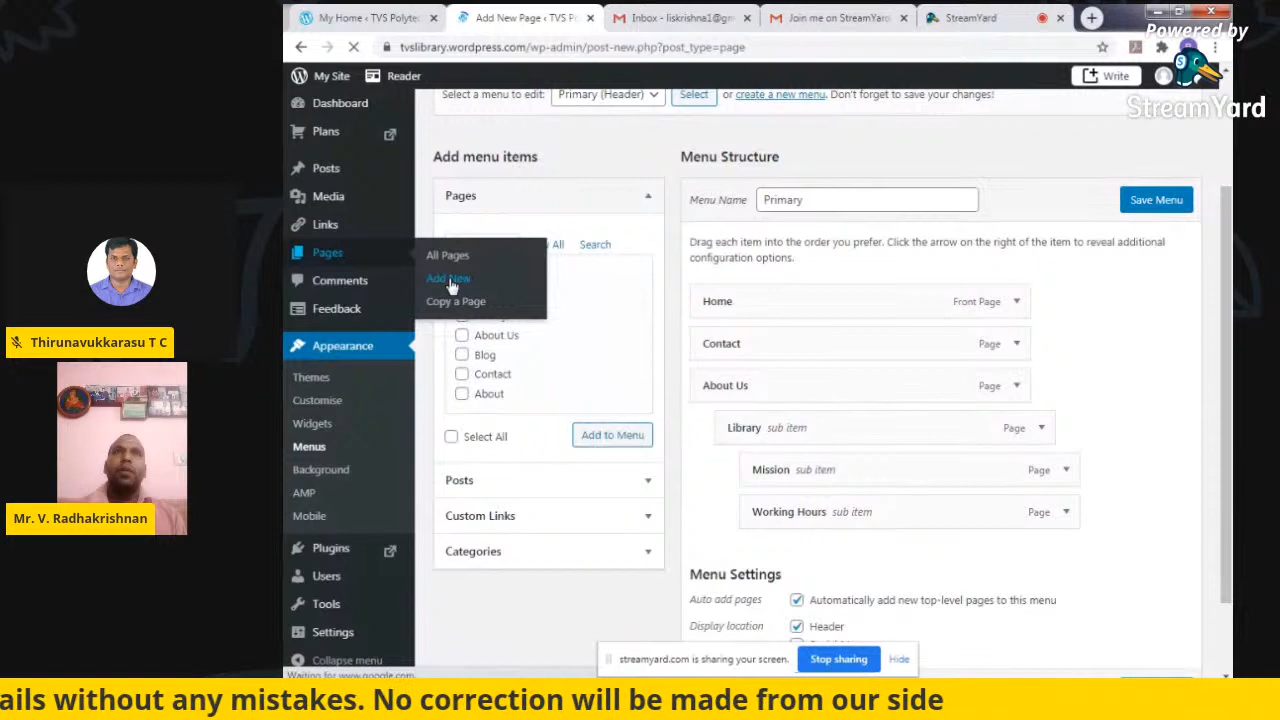 My Home ‹ TVS Polytec
Add New Page ‹ TVS Po
Inbox - liskrishna1@gm
Join me on StreamYard
StreamYard
tvslibrary.wordpress.com/wp-admin/post-new.php?post_type=page
Powered by
StreamYard
My Site
Reader
Write
Select a menu to edit: Primary (Header) Select or create a new menu. Don't forget to save your changes!
Dashboard
Plans
Posts
Media
Links
Pages
Comments
Feedback
Appearance
Themes
Customise
Widgets
Menus
Background
AMP
Mobile
Plugins
Users
Tools
Settings
Collapse menu
All Pages
Add New
Copy a Page
Add menu items
Pages
All
Search
About Us
Blog
Contact
About
Select All
Add to Menu
Posts
Custom Links
Categories
Menu Structure
Menu Name Primary
Save Menu
Drag each item into the order you prefer. Click the arrow on the right of the item to reveal additional
configuration options.
Home Front Page
Contact Page
About Us Page
Library sub item Page
Mission sub item Page
Working Hours sub item Page
Menu Settings
Auto add pages Automatically add new top-level pages to this menu
Display location Header
streamyard.com is sharing your screen. Stop sharing Hide
Waiting for www.google.com...
Thirunavukkarasu T C
Mr. V. Radhakrishnan
ails without any mistakes. No correction will be made from our side